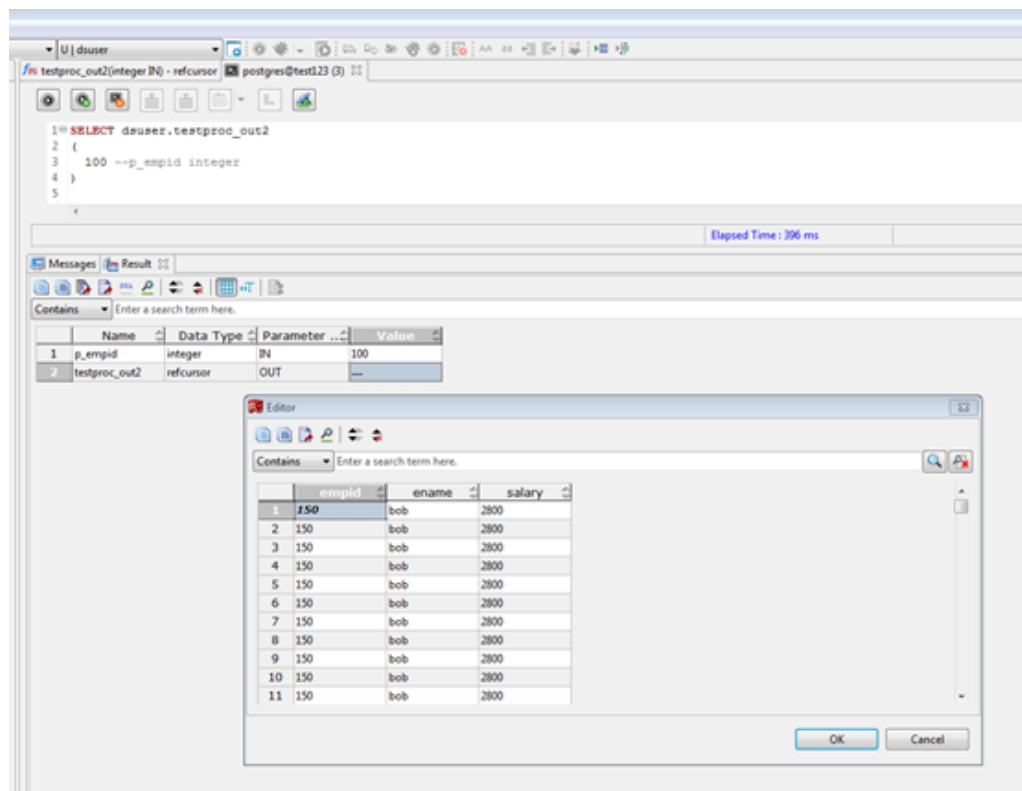 U | dsuser
testproc_out2(integer IN) - refcursor postgres@test123 (3)
1 SELECT dsuser.testproc_out2
2 (
3 100 --p_empid integer
4 )
5
Elapsed Time : 396 ms
Messages Result
Contains Enter a search term here.
Name Data Type Parameter ... Value
1 p_empid integer IN 100
2 testproc_out2 refcursor OUT ...
Editor
Contains Enter a search term here.
empid ename salary
1 150 bob 2800
2 150 bob 2800
3 150 bob 2800
4 150 bob 2800
5 150 bob 2800
6 150 bob 2800
7 150 bob 2800
8 150 bob 2800
9 150 bob 2800
10 150 bob 2800
11 150 bob 2800
OK Cancel